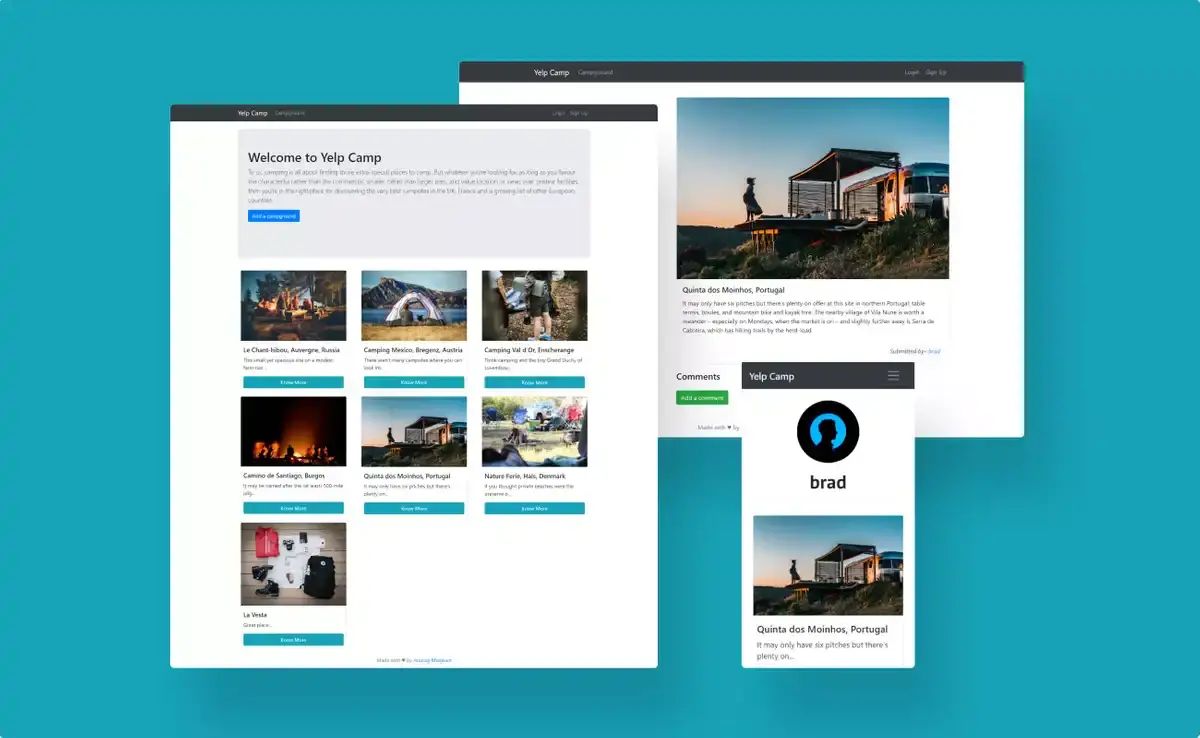 Yelp Camp Campground Login Sign Up
Welcome to Yelp Camp
To us, camping is all about finding those extra special places to camp. But whatever you're looking for, as long as you favour
the characterful rather than the commercial, smaller rather than larger sites, and value location or views over pristine facilities,
then you're in the right place for discovering the very best campsites in the UK, France and a growing list of other European
countries.
Add a campground
Le Chant-hibou, Auvergne, Russia
This small yet spacious site on a modest
farm near ...
Know More
Camping Mexico, Bregenz, Austria
There aren't many campsites where you can
Know More
Camping Val d'Or, Enscherange
Think camping and the tiny Grand Duchy of
Luxembou...
Know More
Camino de Santiago, Burgos
It may be named after the (at least) 500-mile
Know More
Quinta dos Moinhos, Portugal
It may only have six pitches but there's
plenty on...
Know More
Nature Ferie, Hals, Denmark
If you thought private beaches were the
preserve o...
Know More
La Vesta
Great place...
Know More
Made with ♥ by
Yelp Camp Campground Login Sign Up
Quinta dos Moinhos, Portugal
It may only have six pitches but there's plenty on offer at this site in northern Portugal: table
tennis, boules, and mountain bike and kayak hire. The nearby village of Vila Nune is worth a
meander – especially on Mondays, when the market is on – and slightly further away is Serra de
Cabreira, which has hiking trails by the herd-load.
Submitted by- brad
Comments
Add a comment
Made with ♥ by
Yelp Camp
brad
Quinta dos Moinhos, Portugal
It may only have six pitches but there's
plenty on...